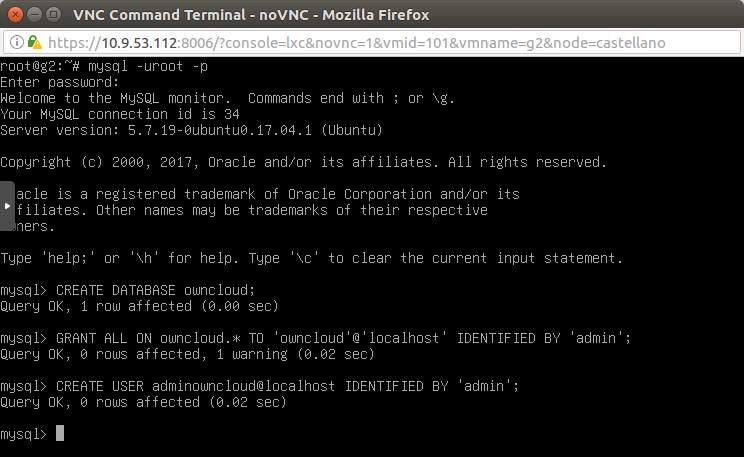 VNC Command Terminal - noVNC - Mozilla Firefox
https://10.9.53.112:8006/?console=lxc&novnc=1&vmid=101&vmname=g2&node=castellano
root@g2:~# mysql -uroot -p
Enter password:
Welcome to the MySQL monitor.  Commands end with ; or \g.
Your MySQL connection id is 34
Server version: 5.7.19-0ubuntu0.17.04.1 (Ubuntu)
Copyright (c) 2000, 2017, Oracle and/or its affiliates. All rights reserved.
acle is a registered trademark of Oracle Corporation and/or its
filiates. Other names may be trademarks of their respective
ners.
Type 'help;' or '\h' for help. Type '\c' to clear the current input statement.
mysql> CREATE DATABASE owncloud;
Query OK, 1 row affected (0.00 sec)
mysql> GRANT ALL ON owncloud.* TO 'owncloud'@'localhost' IDENTIFIED BY 'admin';
Query OK, 0 rows affected, 1 warning (0.02 sec)
mysql> CREATE USER adminowncloud@localhost IDENTIFIED BY 'admin';
Query OK, 0 rows affected (0.02 sec)
mysql>